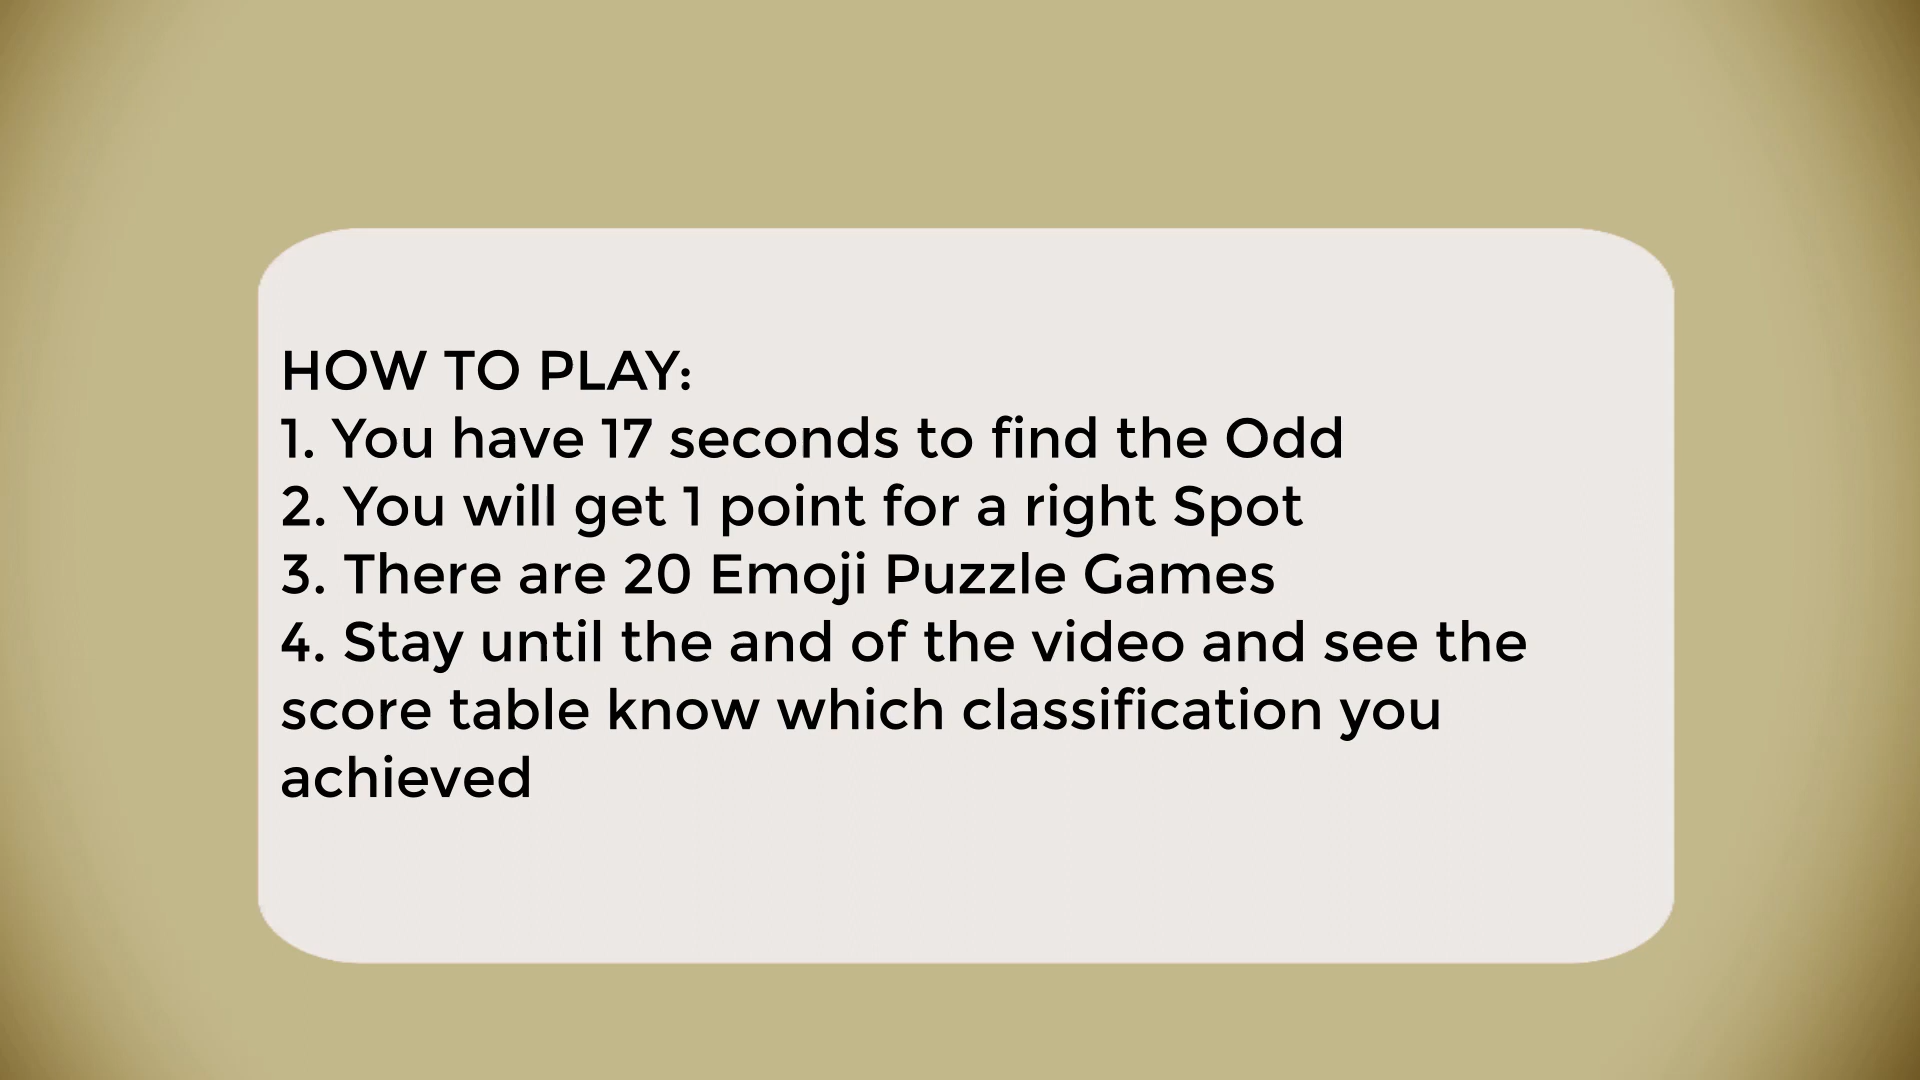 HOW TO PLAY:
1. You have 17 seconds to find the Odd
2. You will get 1 point for a right Spot
3. There are 20 Emoji Puzzle Games
4. Stay until the and of the video and see the
score table know which classification you
achieved